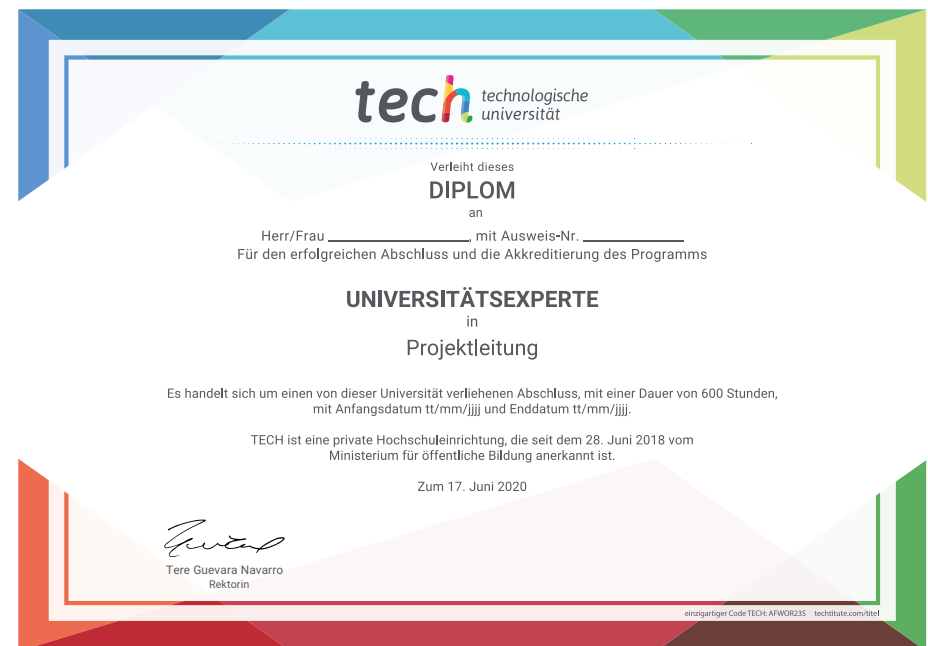 tech technologische
universität
Verleiht dieses
DIPLOM
an
Herr/Frau ____________________, mit Ausweis-Nr. ______________
Für den erfolgreichen Abschluss und die Akkreditierung des Programms
UNIVERSITÄTSEXPERTE
in
Projektleitung
Es handelt sich um einen von dieser Universität verliehenen Abschluss, mit einer Dauer von 600 Stunden,
mit Anfangsdatum tt/mm/jjjj und Enddatum tt/mm/jjjj.
TECH ist eine private Hochschuleinrichtung, die seit dem 28. Juni 2018 vom
Ministerium für öffentliche Bildung anerkannt ist.
Zum 17. Juni 2020
Tere Guevara Navarro
Rektorin
einzigartiger Code TECH: AFWOR23S techtitute.com/titel